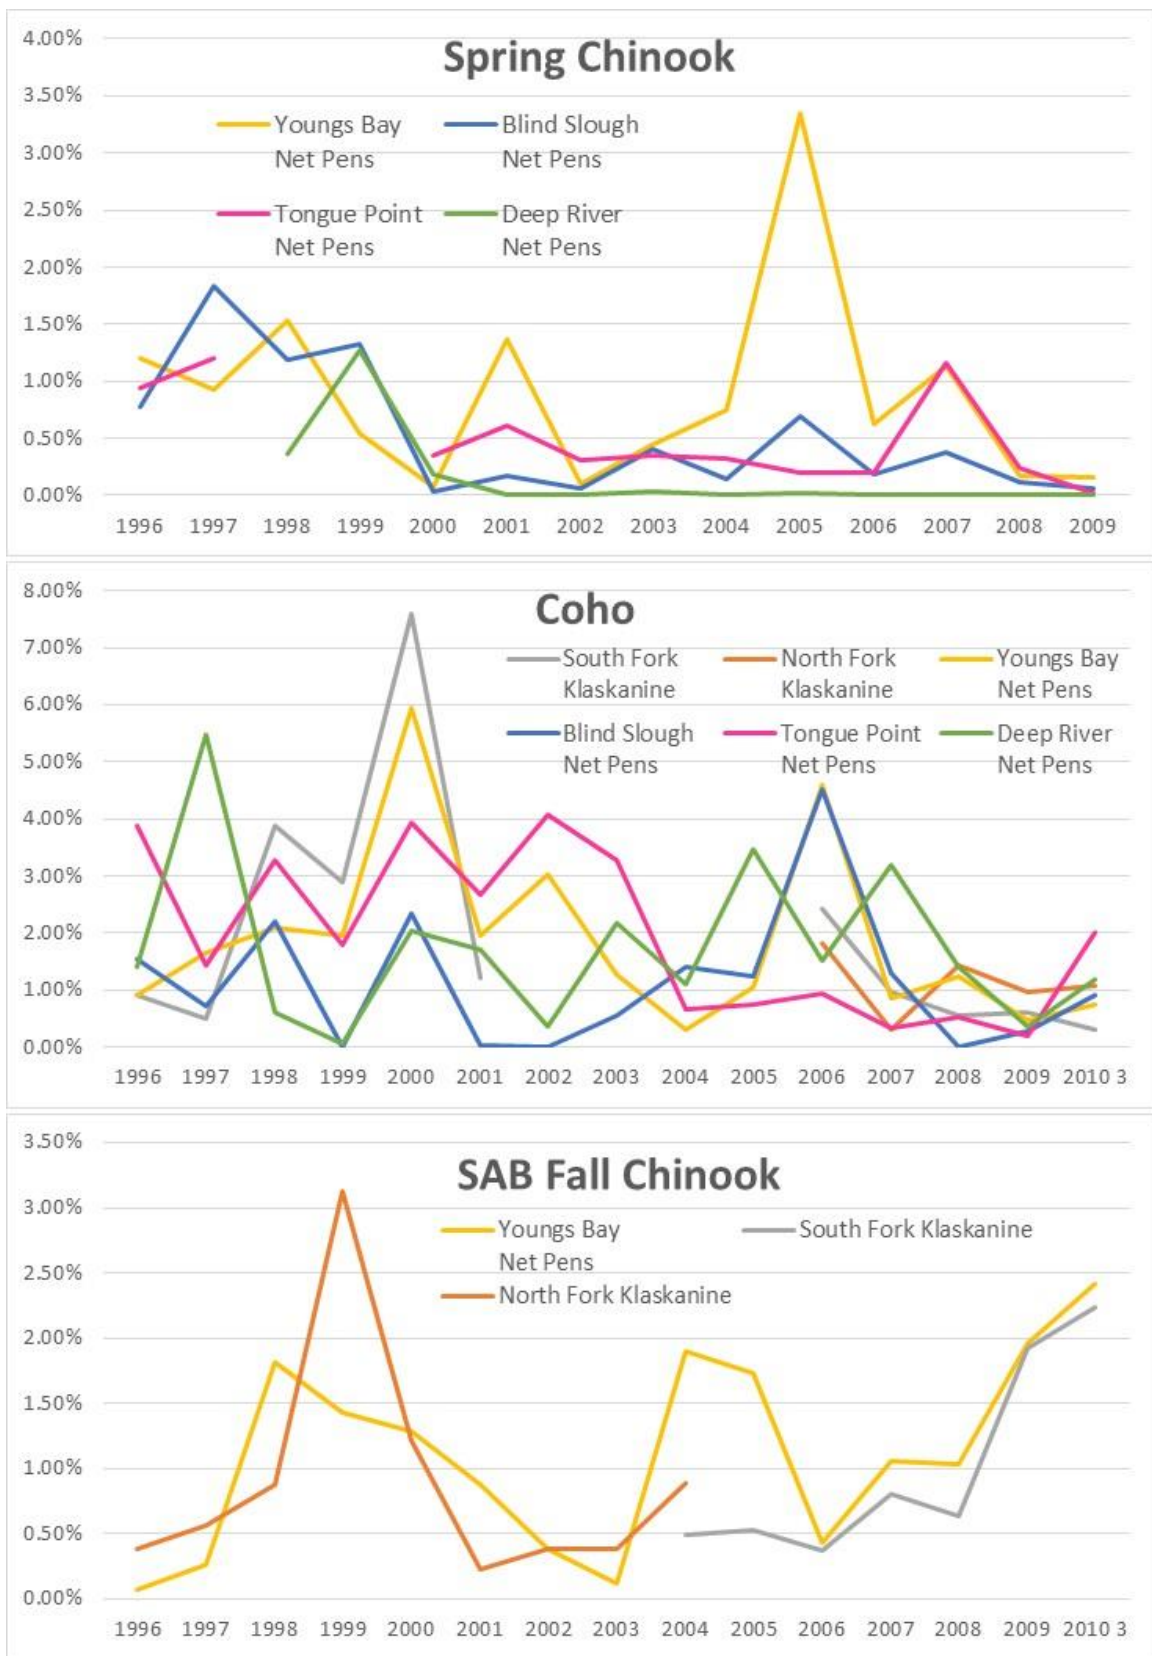 4.00%
Spring Chinook
3.50%
Youngs Bay Blind Slough
Net Pens Net Pens
3.00%
2.50%
Tongue Point Deep River
Net Pens Net Pens
2.00%
1.50%
1.00%
0.50%
0.00%
1996 1997 1998 1999 2000 2001 2002 2003 2004 2005 2006 2007 2008 2009
8.00%
Coho
7.00%
South Fork North Fork Youngs Bay
Klaskanine Klaskanine Net Pens
6.00%
Blind Slough Tongue Point Deep River
Net Pens Net Pens Net Pens
5.00%
4.00%
3.00%
2.00%
1.00%
0.00%
1996 1997 1998 1999 2000 2001 2002 2003 2004 2005 2006 2007 2008 2009 2010 3
3.50%
SAB Fall Chinook
3.00%
Youngs Bay South Fork Klaskanine
Net Pens
2.50%
North Fork Klaskanine
2.00%
1.50%
1.00%
0.50%
0.00%
1996 1997 1998 1999 2000 2001 2002 2003 2004 2005 2006 2007 2008 2009 2010 3